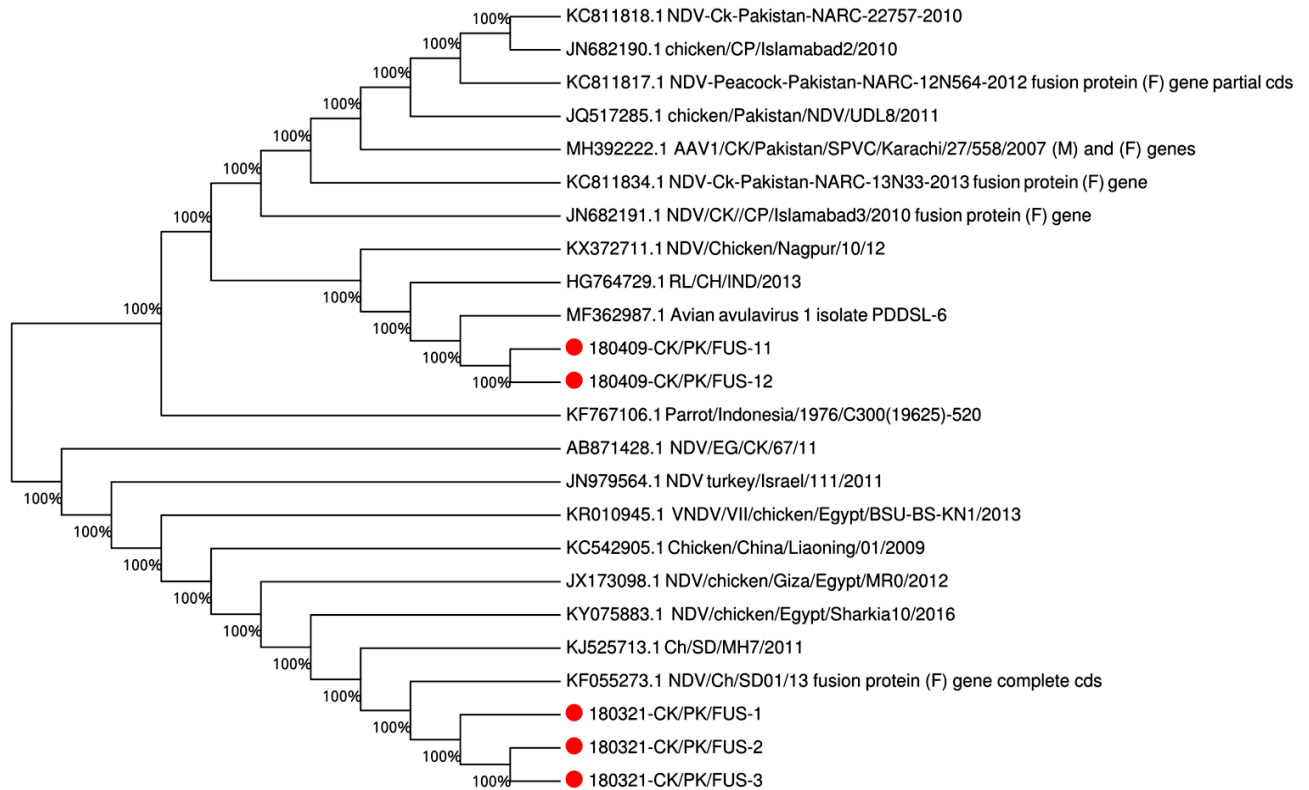 100% KC811818.1 NDV-Ck-Pakistan-NARC-22757-2010
100% JN682190.1 chicken/CP/Islamabad2/2010
100% KC811817.1 NDV-Peacock-Pakistan-NARC-12N564-2012 fusion protein (F) gene partial cds
100% JQ517285.1 chicken/Pakistan/NDV/UDL8/2011
100% MH392222.1 AAV1/CK/Pakistan/SPVC/Karachi/27/558/2007 (M) and (F) genes
100% KC811834.1 NDV-Ck-Pakistan-NARC-13N33-2013 fusion protein (F) gene
100% JN682191.1 NDV/CK//CP/Islamabad3/2010 fusion protein (F) gene
KX372711.1 NDV/Chicken/Nagpur/10/12
HG764729.1 RL/CH/IND/2013
100% 100% MF362987.1 Avian avulavirus 1 isolate PDDSL-6
100% 180409-CK/PK/FUS-11
100% 100% 180409-CK/PK/FUS-12
KF767106.1 Parrot/Indonesia/1976/C300(19625)-520
AB871428.1 NDV/EG/CK/67/11
JN979564.1 NDV turkey/Israel/111/2011
100% KR010945.1 VNDV/VII/chicken/Egypt/BSU-BS-KN1/2013
100% KC542905.1 Chicken/China/Liaoning/01/2009
100% JX173098.1 NDV/chicken/Giza/Egypt/MR0/2012
100% KY075883.1 NDV/chicken/Egypt/Sharkia10/2016
100% KJ525713.1 Ch/SD/MH7/2011
100% KF055273.1 NDV/Ch/SD01/13 fusion protein (F) gene complete cds
100% 180321-CK/PK/FUS-1
100% 100% 180321-CK/PK/FUS-2
100% 180321-CK/PK/FUS-3